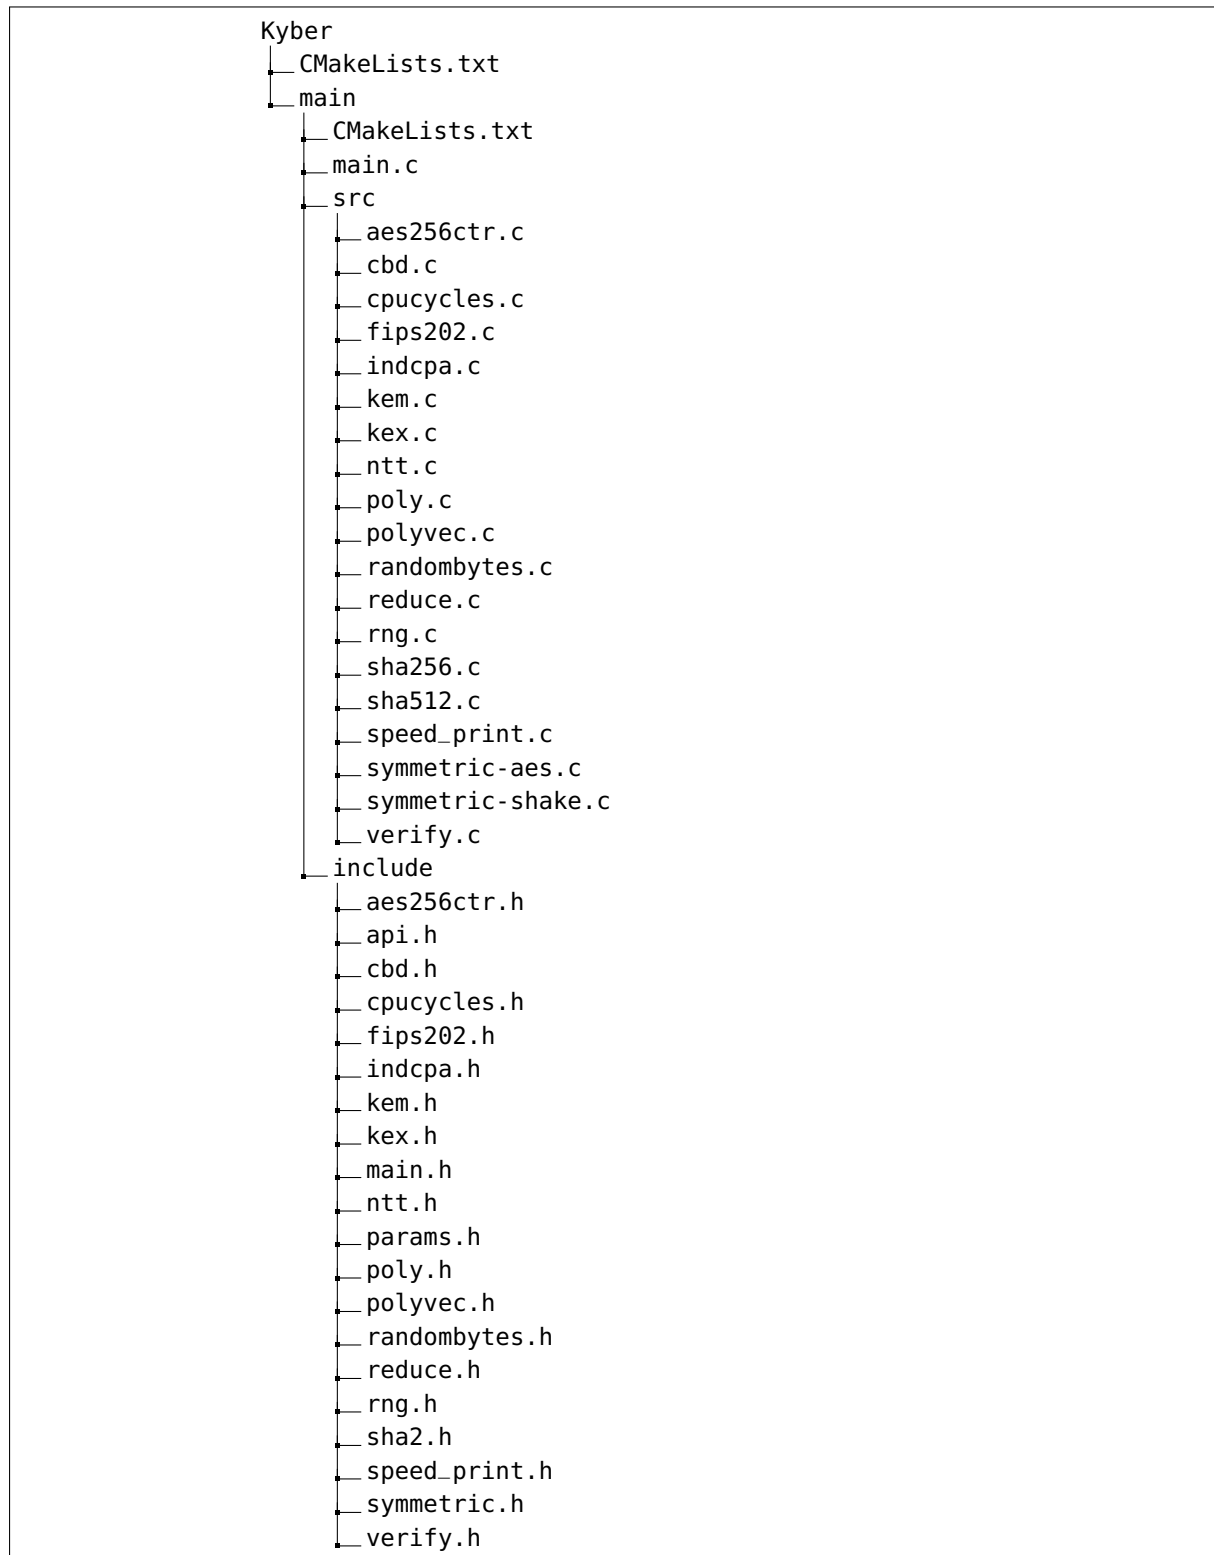 Kyber
CMakeLists.txt
main
CMakeLists.txt
main.c
src
aes256ctr.c
cbd.c
cpucycles.c
fips202.c
indcpa.c
kem.c
kex.c
ntt.c
poly.c
polyvec.c
randombytes.c
reduce.c
rng.c
sha256.c
sha512.c
speed_print.c
symmetric-aes.c
symmetric-shake.c
verify.c
include
aes256ctr.h
api.h
cbd.h
cpucycles.h
fips202.h
indcpa.h
kem.h
kex.h
main.h
ntt.h
params.h
poly.h
polyvec.h
randombytes.h
reduce.h
rng.h
sha2.h
speed_print.h
symmetric.h
verify.h